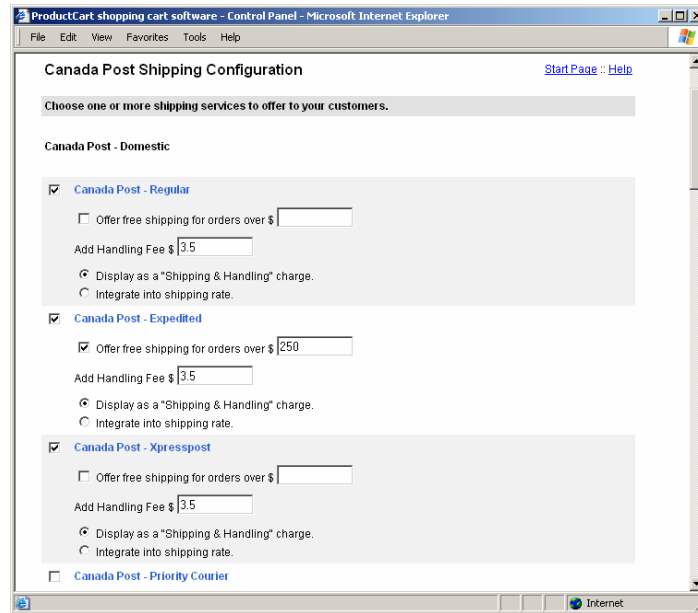 ProductCart shopping cart software - Control Panel - Microsoft Internet Explorer
File Edit View Favorites Tools Help
Canada Post Shipping Configuration Start Page :: Help
Choose one or more shipping services to offer to your customers.
Canada Post - Domestic
Canada Post - Regular
Offer free shipping for orders over $
Add Handling Fee $ 3.5
Display as a "Shipping & Handling" charge.
Integrate into shipping rate.
Canada Post - Expedited
Offer free shipping for orders over $ 250
Add Handling Fee $ 3.5
Display as a "Shipping & Handling" charge.
Integrate into shipping rate.
Canada Post - Xpresspost
Offer free shipping for orders over $
Add Handling Fee $ 3.5
Display as a "Shipping & Handling" charge.
Integrate into shipping rate.
Canada Post - Priority Courier
Internet